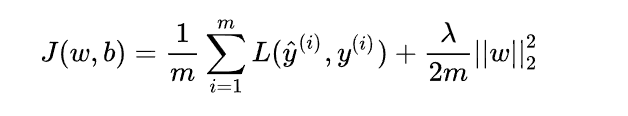 J(w, b) = \frac{1}{m} \sum_{i=1}^{m} L(\hat{y}^{(i)}, y^{(i)}) + \frac{\lambda}{2m} ||w||_2^2